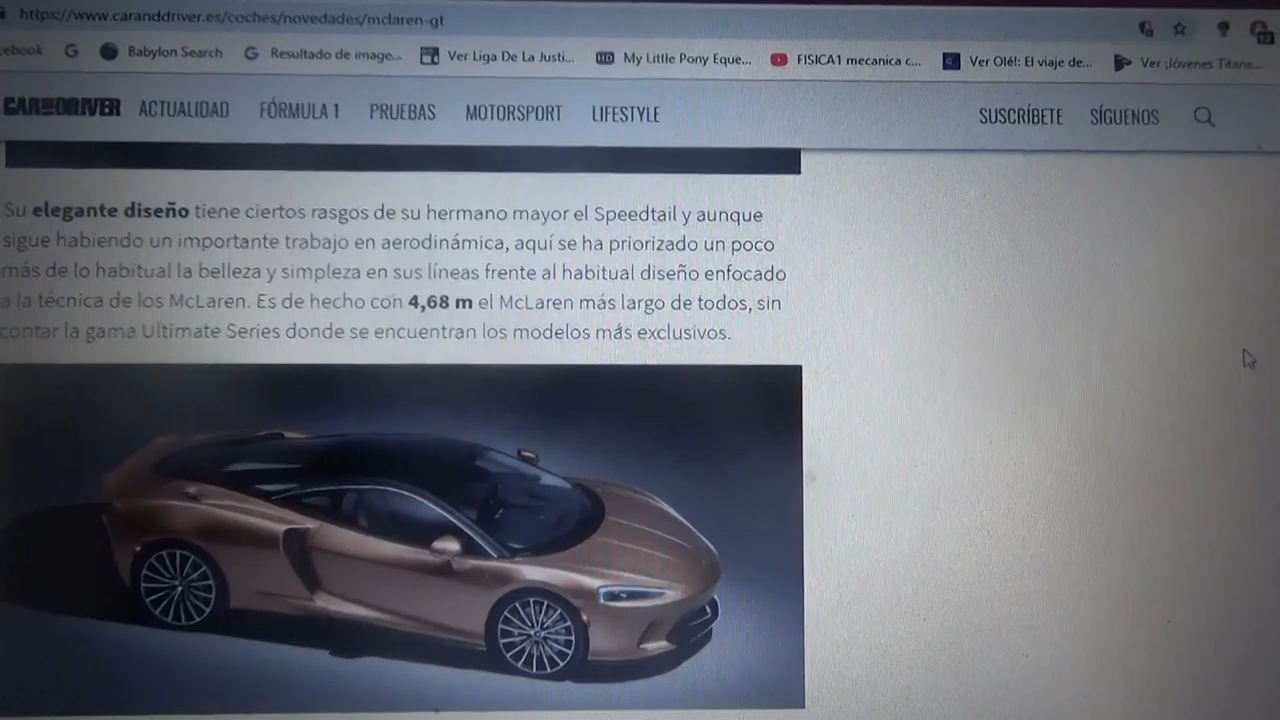 https://www.caranddriver.es/coches/novedades/mclaren-gt
cebook Babylon Search Resultado de image... Ver Liga De La Justi... My Little Pony Eque... FISICA1 mecanica c... Ver Olé!: El viaje de... Ver ¡Jóvenes Titane...
CAR AND DRIVER ACTUALIDAD FÓRMULA 1 PRUEBAS MOTORSPORT LIFESTYLE SUSCRÍBETE SÍGUENOS
Su elegante diseño tiene ciertos rasgos de su hermano mayor el Speedtail y aunque
sigue habiendo un importante trabajo en aerodinámica, aquí se ha priorizado un poco
más de lo habitual la belleza y simpleza en sus líneas frente al habitual diseño enfocado
a la técnica de los McLaren. Es de hecho con 4,68 m el McLaren más largo de todos, sin
contar la gama Ultimate Series donde se encuentran los modelos más exclusivos.